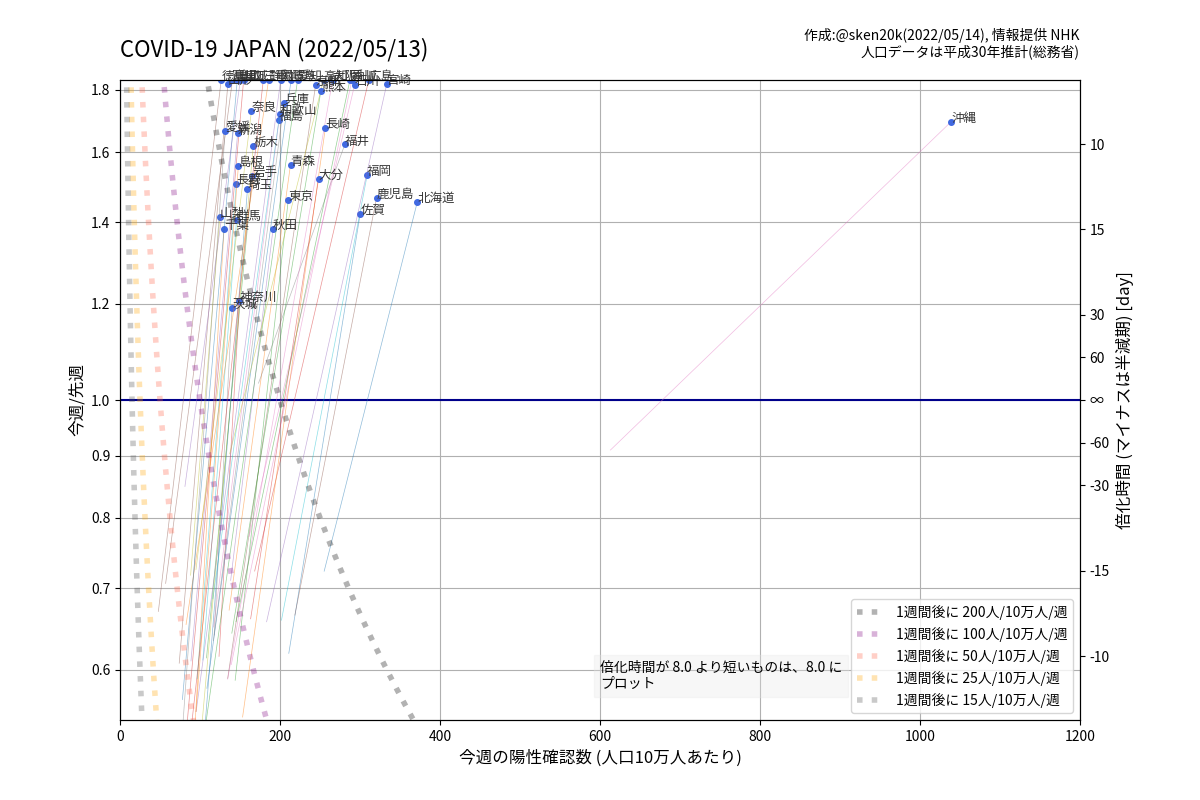 COVID-19 JAPAN (2022/05/13)
作成:@sken20k(2022/05/14), 情報提供 NHK
人口データは平成30年推計(総務省)
広島
宮崎
熊本
兵庫
奈良
和歌山
福島
沖縄
愛媛
新潟
長崎
栃木
福井
島根
青森
岩手
福岡
長野
大分
埼玉
鹿児島
東京
北海道
佐賀
山梨
群馬
千葉
秋田
神奈川
茨城
1.8
1.6
1.4
1.2
1.0
0.9
0.8
0.7
0.6
今週/先週
10
15
30
60
∞
-60
-30
-15
-10
倍化時間 (マイナスは半減期) [day]
倍化時間が 8.0 より短いものは、8.0 に
プロット
1週間後に 200人/10万人/週
1週間後に 100人/10万人/週
1週間後に 50人/10万人/週
1週間後に 25人/10万人/週
1週間後に 15人/10万人/週
0
200
400
600
800
1000
1200
今週の陽性確認数 (人口10万人あたり)